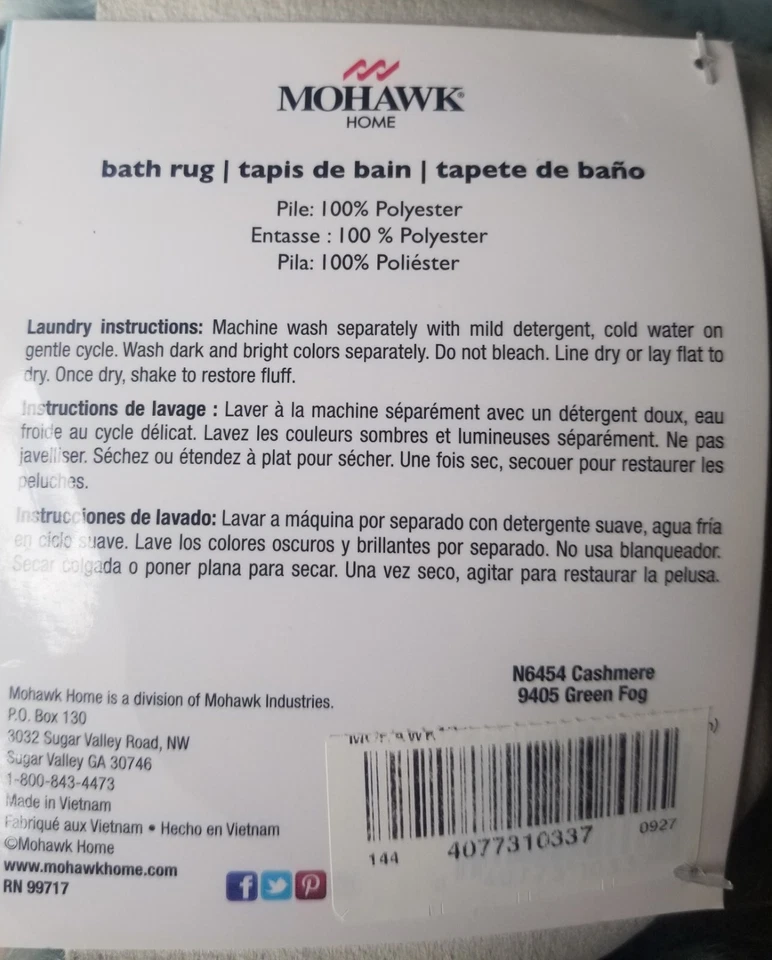 MOHAWK®
HOME
bath rug | tapis de bain | tapete de baño
Pile: 100% Polyester
Entasse : 100 % Polyester
Pila: 100% Poliéster
Laundry instructions: Machine wash separately with mild detergent, cold water on
gentle cycle. Wash dark and bright colors separately. Do not bleach. Line dry or lay flat to
dry. Once dry, shake to restore fluff.
Instructions de lavage : Laver à la machine séparément avec un détergent doux, eau
froide au cycle délicat. Lavez les couleurs sombres et lumineuses séparément. Ne pas
javelliser. Séchez ou étendez à plat pour sécher. Une fois sec, secouer pour restaurer les
peluches.
Instrucciones de lavado: Lavar a máquina por separado con detergente suave, agua fría
en ciclo suave. Lave los colores oscuros y brillantes por separado. No usa blanqueador.
Secar colgada o poner plana para secar. Una vez seco, agitar para restaurar la pelusa.
N6454 Cashmere
9405 Green Fog
Mohawk Home is a division of Mohawk Industries.
P.O. Box 130
3032 Sugar Valley Road, NW
Sugar Valley GA 30746
1-800-843-4473
Made in Vietnam
Fabriqué aux Vietnam • Hecho en Vietnam
©Mohawk Home
www.mohawkhome.com
RN 99717
144 4077310337 0927